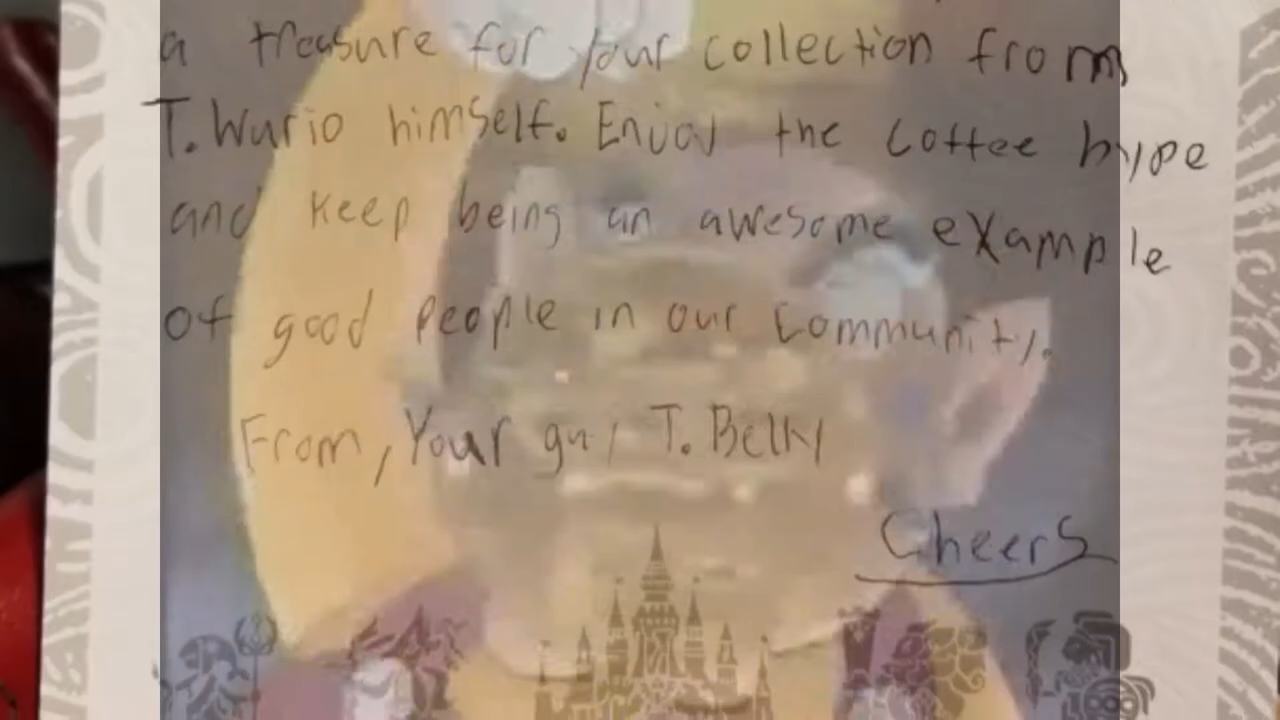 a treasure for your collection from
T. Wario himself. Enjoy the coffee hype
and keep being an awesome example
of good people in our community.
From, Your guy T. Belly
Cheers